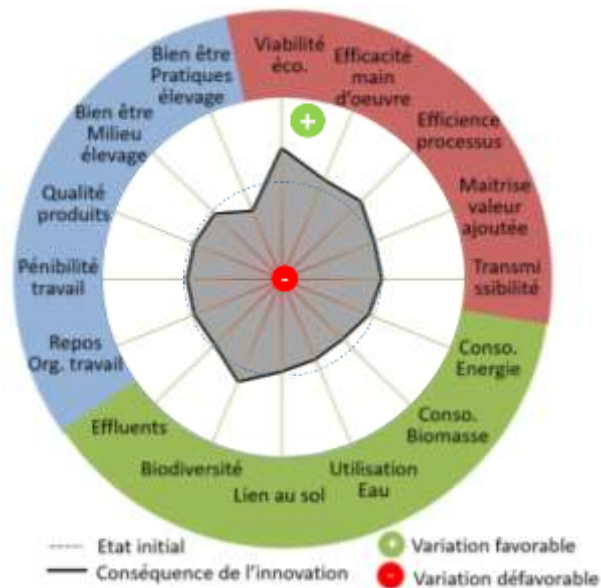 Viabilité
éco.
Efficacité
main
d'oeuvre
Efficience
processus
Maitrise
valeur
ajoutée
Transmi
ssibilité
Conso.
Energie
Conso.
Biomasse
Utilisation
Eau
Lien au sol
Biodiversité
Effluents
Repos
Org. travail
Pénibilité
travail
Qualité
produits
Bien être
Milieu
élevage
Bien être
Pratiques
élevage
+
-
Etat initial
Conséquence de l'innovation
+ Variation favorable
- Variation défavorable